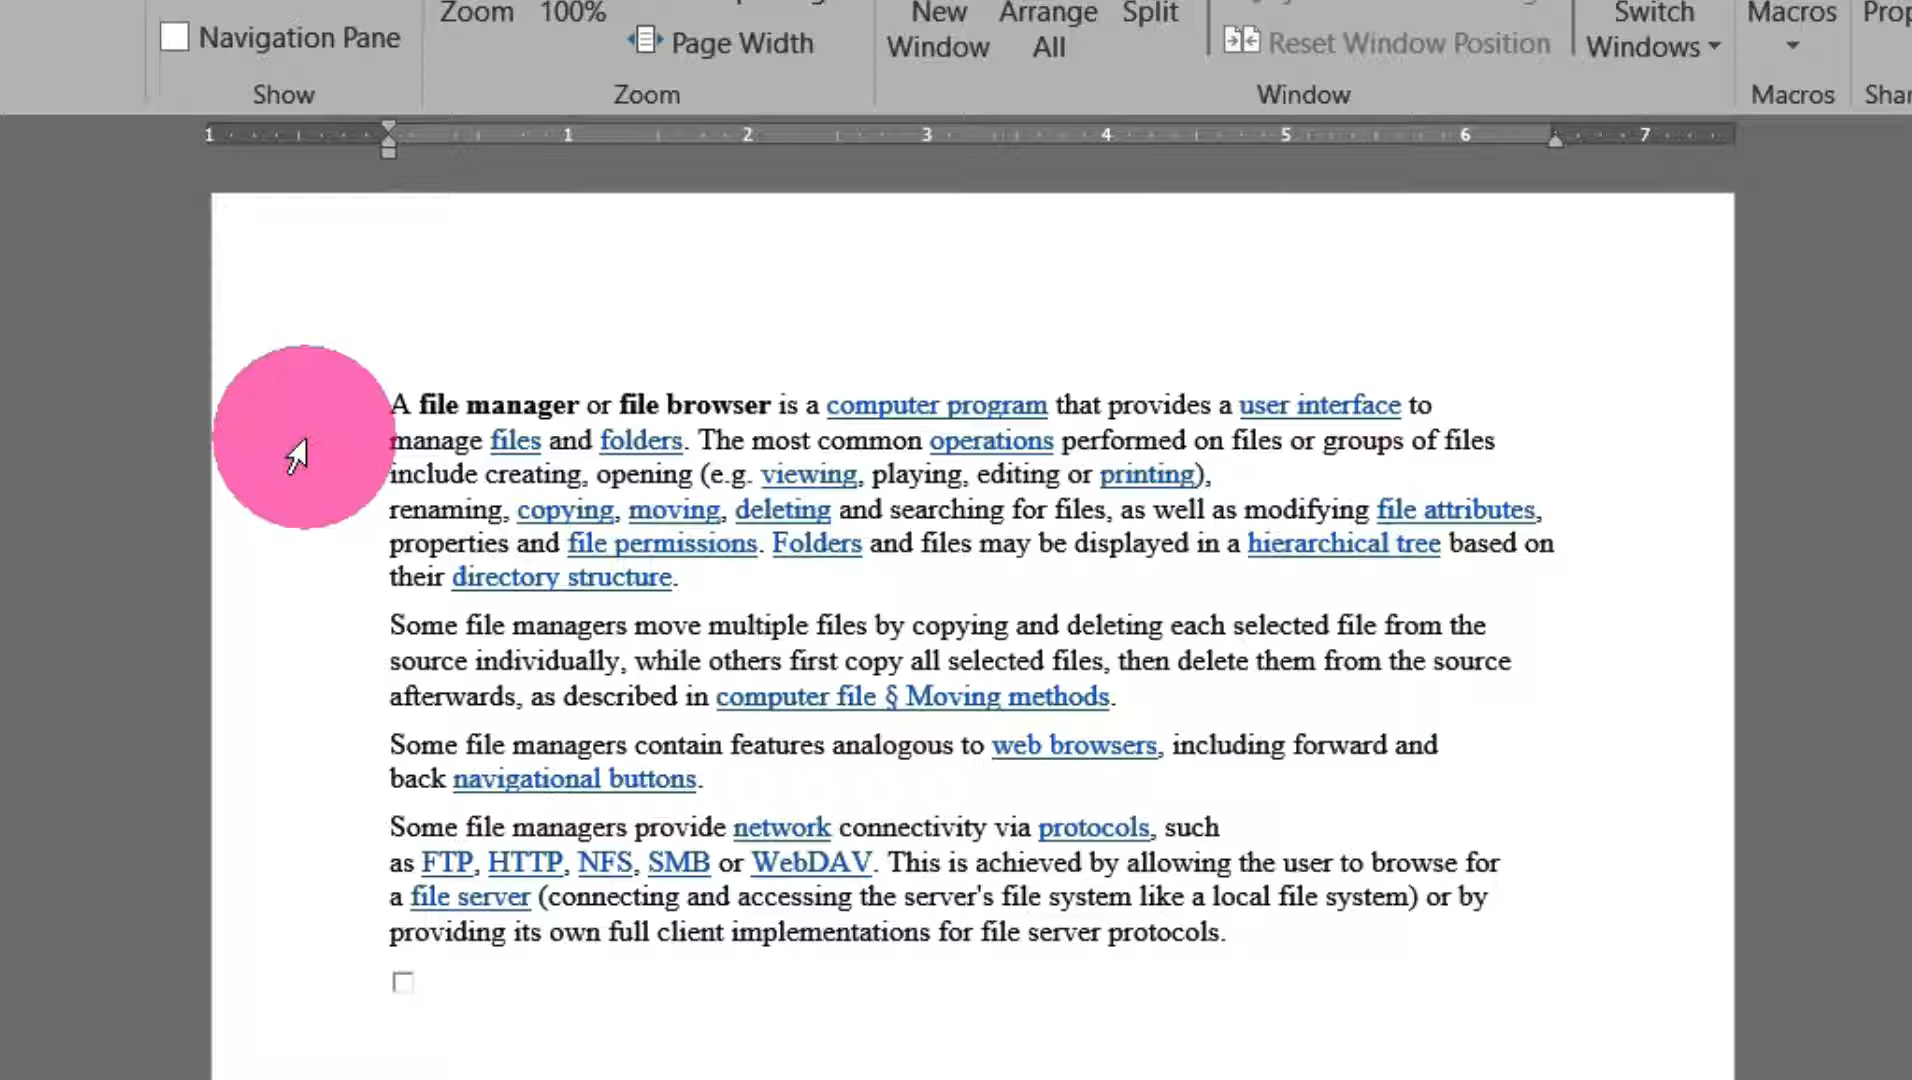 Zoom 100%
New Arrange Split
Switch Macros
Navigation Pane
Page Width
Window All
Reset Window Position
Windows
Show Zoom Window Macros
1 1 2 3 4 5 6 7
A file manager or file browser is a computer program that provides a user interface to
manage files and folders. The most common operations performed on files or groups of files
include creating, opening (e.g. viewing, playing, editing or printing),
renaming, copying, moving, deleting and searching for files, as well as modifying file attributes,
properties and file permissions. Folders and files may be displayed in a hierarchical tree based on
their directory structure.
Some file managers move multiple files by copying and deleting each selected file from the
source individually, while others first copy all selected files, then delete them from the source
afterwards, as described in computer file § Moving methods.
Some file managers contain features analogous to web browsers, including forward and
back navigational buttons.
Some file managers provide network connectivity via protocols, such
as FTP, HTTP, NFS, SMB or WebDAV. This is achieved by allowing the user to browse for
a file server (connecting and accessing the server's file system like a local file system) or by
providing its own full client implementations for file server protocols.